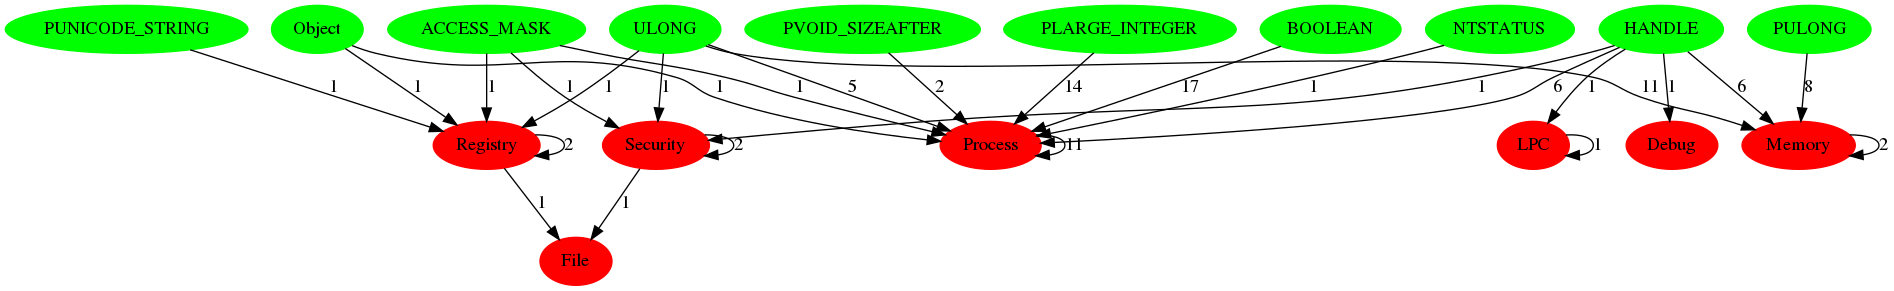 PUNICODE_STRING
Object
ACCESS_MASK
ULONG
PVOID_SIZEAFTER
PLARGE_INTEGER
BOOLEAN
NTSTATUS
HANDLE
PULONG
1
1
1
1
1
1
5
1
1
2
14
17
1
1
6
1
1
11
6
8
Registry
2
Security
2
Process
11
LPC
1
Debug
Memory
2
1
1
File